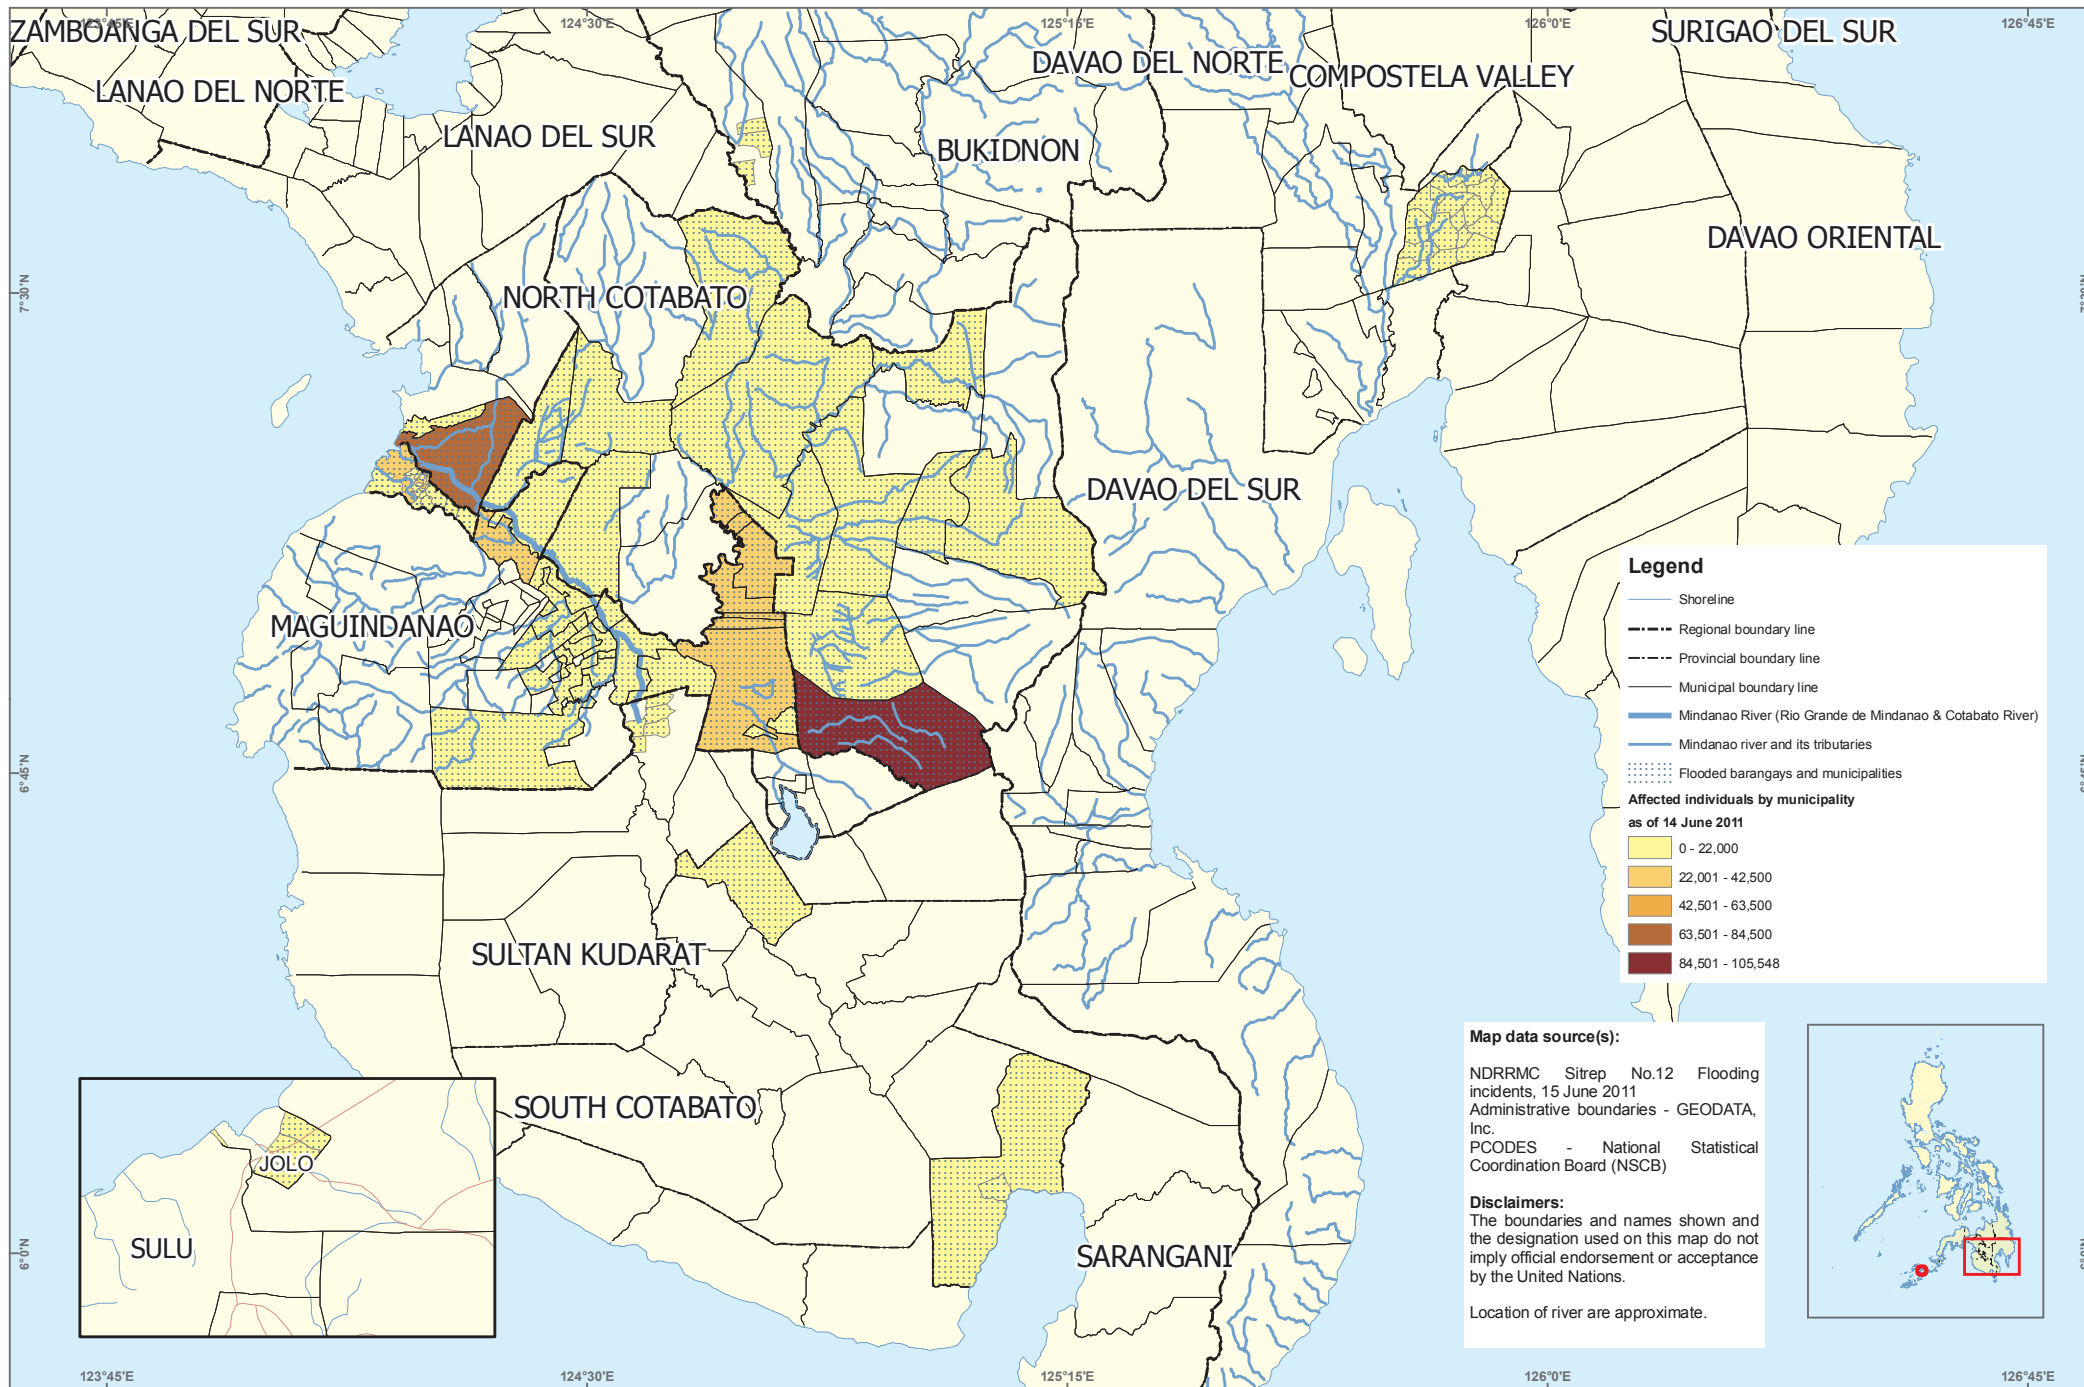 123°45'E
124°30'E
125°15'E
126°0'E
126°45'E
ZAMBOANGA DEL SUR
SURIGAO DEL SUR
LANAO DEL NORTE
DAVAO DEL NORTE
COMPOSTELA VALLEY
LANAO DEL SUR
BUKIDNON
DAVAO ORIENTAL
7°30'N
NORTH COTABATO
DAVAO DEL SUR
MAGUINDANAO
6°45'N
SULTAN KUDARAT
SOUTH COTABATO
SARANGANI
6°0'N
JOLO
SULU
Legend
Shoreline
Regional boundary line
Provincial boundary line
Municipal boundary line
Mindanao River (Rio Grande de Mindanao & Cotabato River)
Mindanao river and its tributaries
Flooded barangays and municipalities
Affected individuals by municipality
as of 14 June 2011
0 - 22,000
22,001 - 42,500
42,501 - 63,500
63,501 - 84,500
84,501 - 105,548
Map data source(s):
NDRRMC Sitrep No.12 Flooding
incidents, 15 June 2011
Administrative boundaries - GEODATA,
Inc.
PCODES - National Statistical
Coordination Board (NSCB)
Disclaimers:
The boundaries and names shown and
the designation used on this map do not
imply official endorsement or acceptance
by the United Nations.
Location of river are approximate.
123°45'E
124°30'E
125°15'E
126°0'E
126°45'E